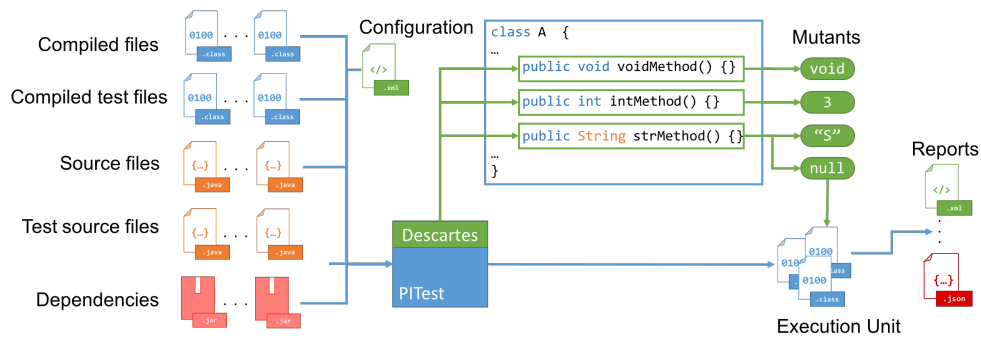 Compiled files
0100
.class
. . .
0100
.class
Compiled test files
0100
.class
. . .
0100
.class
Source files
{...}
.java
. . .
{...}
.java
Test source files
{...}
.java
. . .
{...}
.java
Dependencies
.jar
. . .
.jar
Configuration
</>
.xml
class A {
…
public void voidMethod() {}
public int intMethod() {}
public String strMethod() {}
…
}
Mutants
void
3
“S”
null
Descartes
PITest
0100
.class
010
0100
.class
Execution Unit
Reports
</>
.xml
.
.
.
{...}
.json